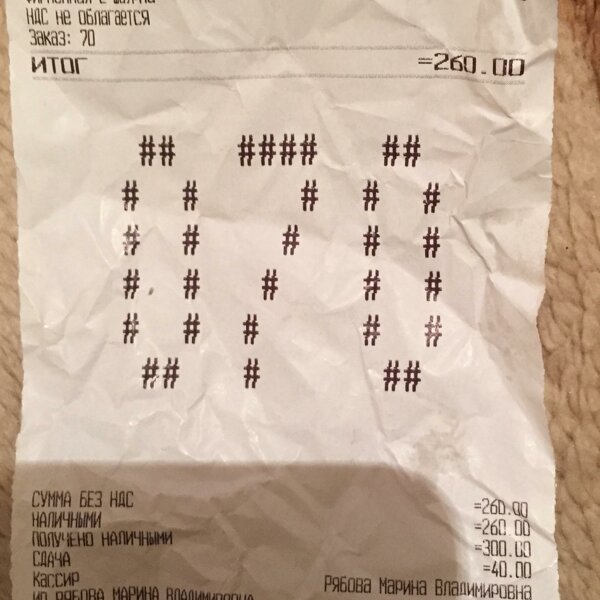 НДС не облагается
Заказ: 70
ИТОГ =260.00
## #### ##
# # # # #
# # # # #
# # # # #
# # # # #
## # ##
СУММА БЕЗ НДС =260.00
НАЛИЧНЫМИ =260.00
ПОЛУЧЕНО НАЛИЧНЫМИ =300.00
СДАЧА =40.00
Кассир Рябова Марина Владимировна
ИП РЯБОВА МАРИНА ВЛАДИМИРОВНА